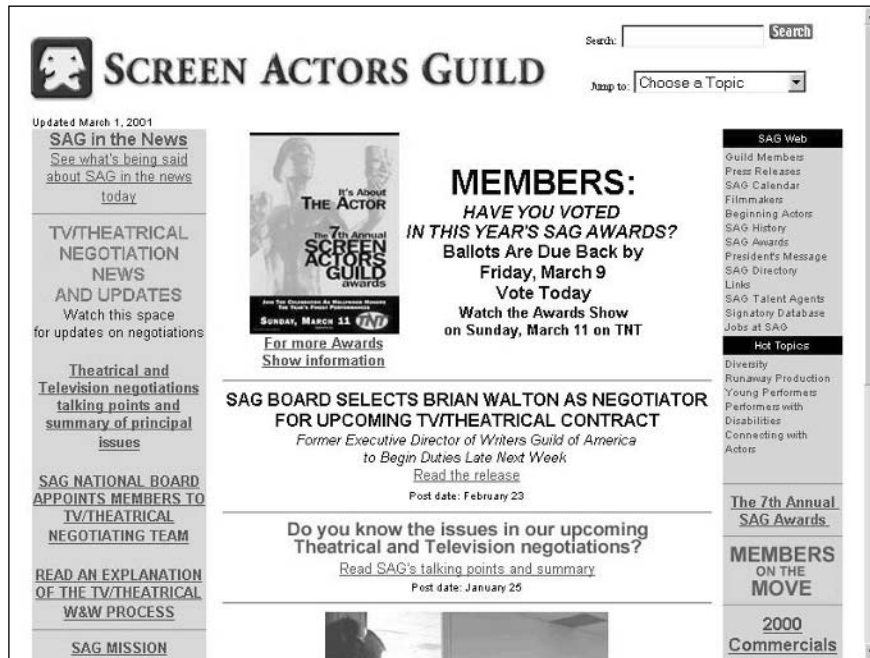 SCREEN ACTORS GUILD
Search:
Search
Jump to: Choose a Topic
Updated March 1, 2001
SAG in the News
See what's being said
about SAG in the news
today
TV/THEATRICAL
NEGOTIATION
NEWS
AND UPDATES
Watch this space
for updates on negotiations
Theatrical and
Television negotiations
talking points and
summary of principal
issues
SAG NATIONAL BOARD
APPOINTS MEMBERS TO
TV/THEATRICAL
NEGOTIATING TEAM
READ AN EXPLANATION
OF THE TV/THEATRICAL
W&W PROCESS
SAG MISSION
It's About
THE ACTOR
The 7th Annual
SCREEN
ACTORS
GUILD
awards
JOIN THE CELEBRATION AS HOLLYWOOD HONORS
THE YEAR'S FINEST PERFORMANCES
SUNDAY, MARCH 11 TNT
For more Awards
Show information
MEMBERS:
HAVE YOU VOTED
IN THIS YEAR'S SAG AWARDS?
Ballots Are Due Back by
Friday, March 9
Vote Today
Watch the Awards Show
on Sunday, March 11 on TNT
SAG BOARD SELECTS BRIAN WALTON AS NEGOTIATOR
FOR UPCOMING TV/THEATRICAL CONTRACT
Former Executive Director of Writers Guild of America
to Begin Duties Late Next Week
Read the release
Post date: February 23
Do you know the issues in our upcoming
Theatrical and Television negotiations?
Read SAG's talking points and summary
Post date: January 25
SAG Web
Guild Members
Press Releases
SAG Calendar
Filmmakers
Beginning Actors
SAG History
SAG Awards
President's Message
SAG Directory
Links
SAG Talent Agents
Signatory Database
Jobs at SAG
Hot Topics
Diversity
Runaway Production
Young Performers
Performers with
Disabilities
Connecting with
Actors
The 7th Annual
SAG Awards
MEMBERS
ON THE
MOVE
2000
Commercials